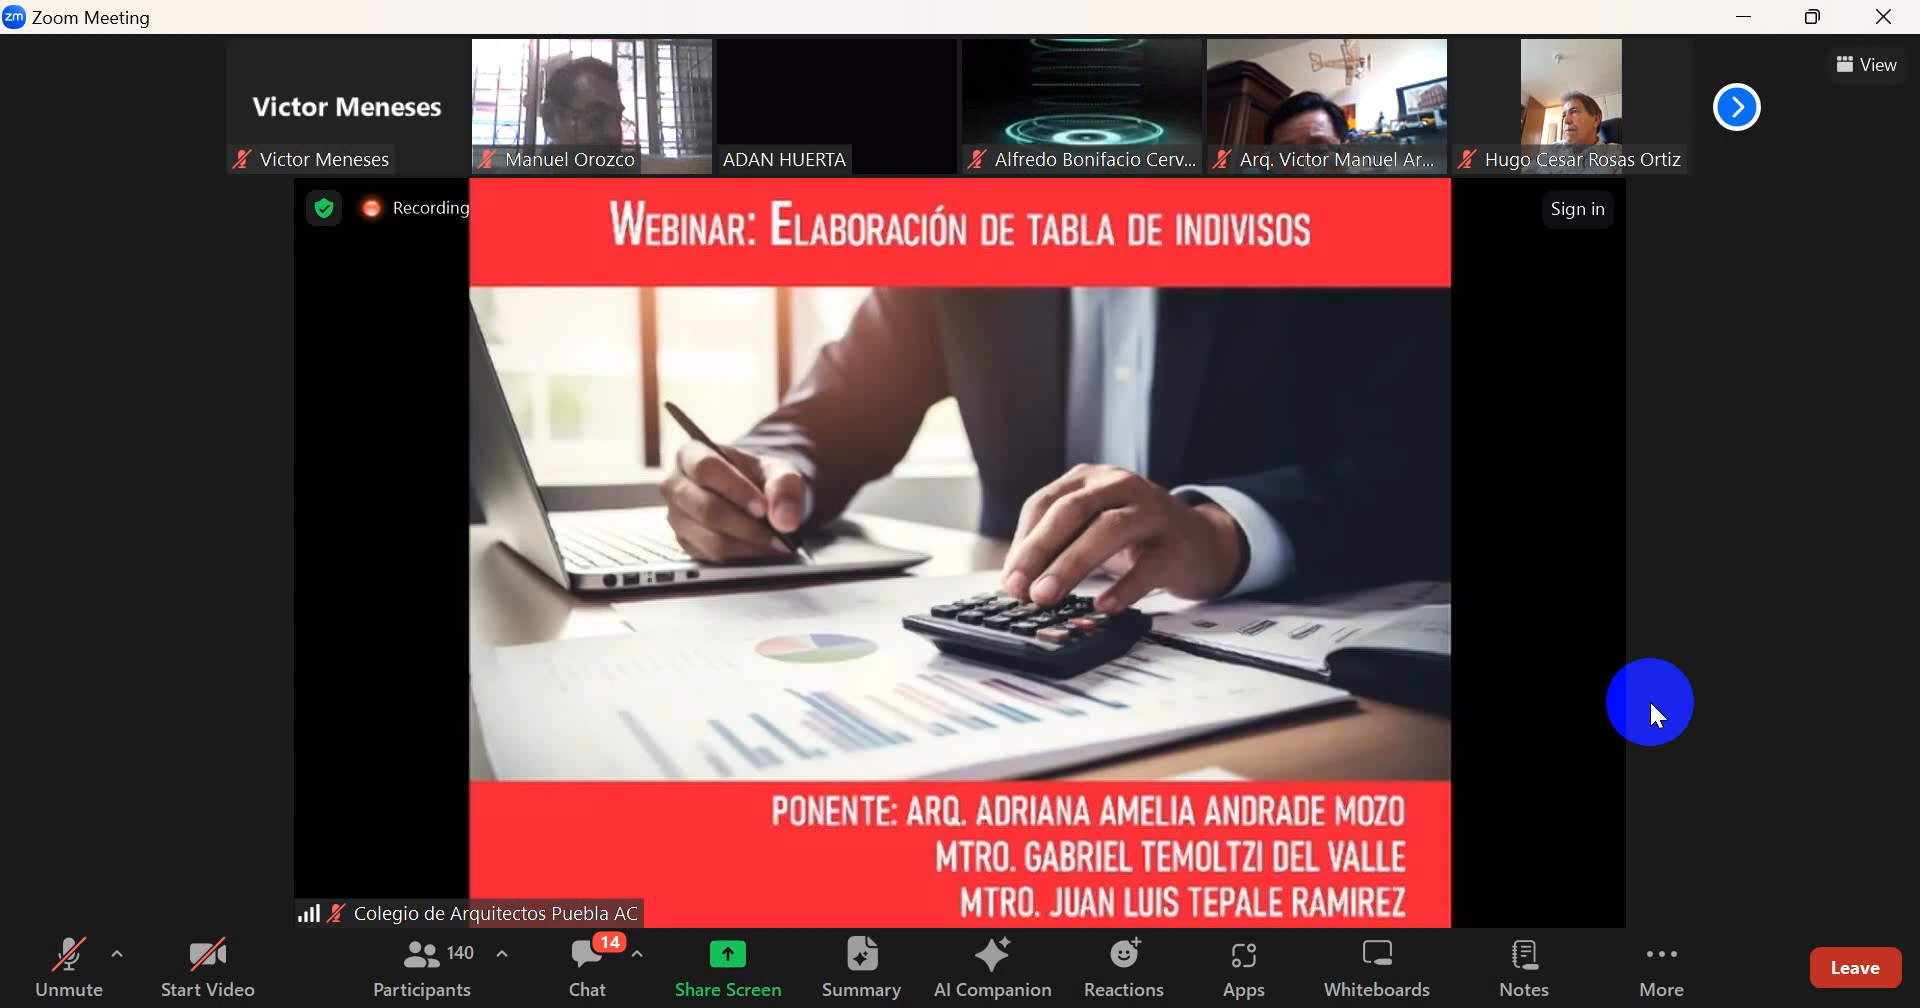 zm Zoom Meeting
View
Victor Meneses
Victor Meneses
Manuel Orozco
ADAN HUERTA
Alfredo Bonifacio Cerv...
Arq. Victor Manuel Ar...
Hugo Cesar Rosas Ortiz
Recording
Sign in
WEBINAR: ELABORACIÓN DE TABLA DE INDIVISOS
PONENTE: ARQ. ADRIANA AMELIA ANDRADE MOZO
MTRO. GABRIEL TEMOLTZI DEL VALLE
MTRO. JUAN LUIS TEPALE RAMIREZ
Colegio de Arquitectos Puebla AC
140
14
Unmute
Start Video
Participants
Chat
Share Screen
Summary
AI Companion
Reactions
Apps
Whiteboards
Notes
More
Leave